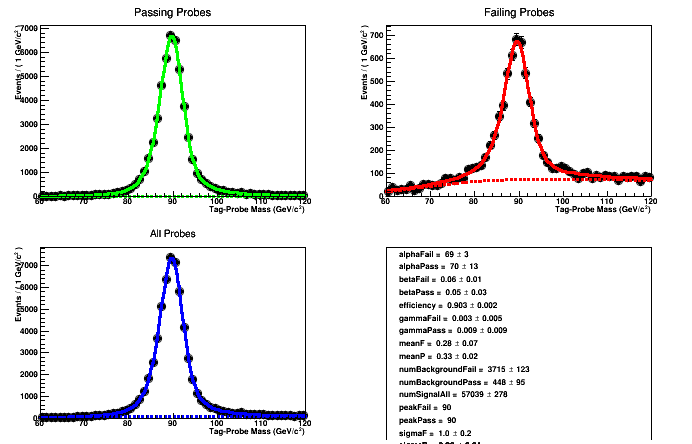 Passing Probes
Events / ( 1 GeV/c² )
7000
6000
5000
4000
3000
2000
1000
0
60 70 80 90 100 110 120
Tag-Probe Mass (GeV/c²)
Failing Probes
Events / ( 1 GeV/c² )
700
600
500
400
300
200
100
0
60 70 80 90 100 110 120
Tag-Probe Mass (GeV/c²)
All Probes
Events / ( 1 GeV/c² )
7000
6000
5000
4000
3000
2000
1000
0
60 70 80 90 100 110 120
Tag-Probe Mass (GeV/c²)
alphaFail = 69 ± 3
alphaPass = 70 ± 13
betaFail = 0.06 ± 0.01
betaPass = 0.05 ± 0.03
efficiency = 0.903 ± 0.002
gammaFail = 0.003 ± 0.005
gammaPass = 0.009 ± 0.009
meanF = 0.28 ± 0.07
meanP = 0.33 ± 0.02
numBackgroundFail = 3715 ± 123
numBackgroundPass = 448 ± 95
numSignalAll = 57039 ± 278
peakFail = 90
peakPass = 90
sigmaF = 1.0 ± 0.2